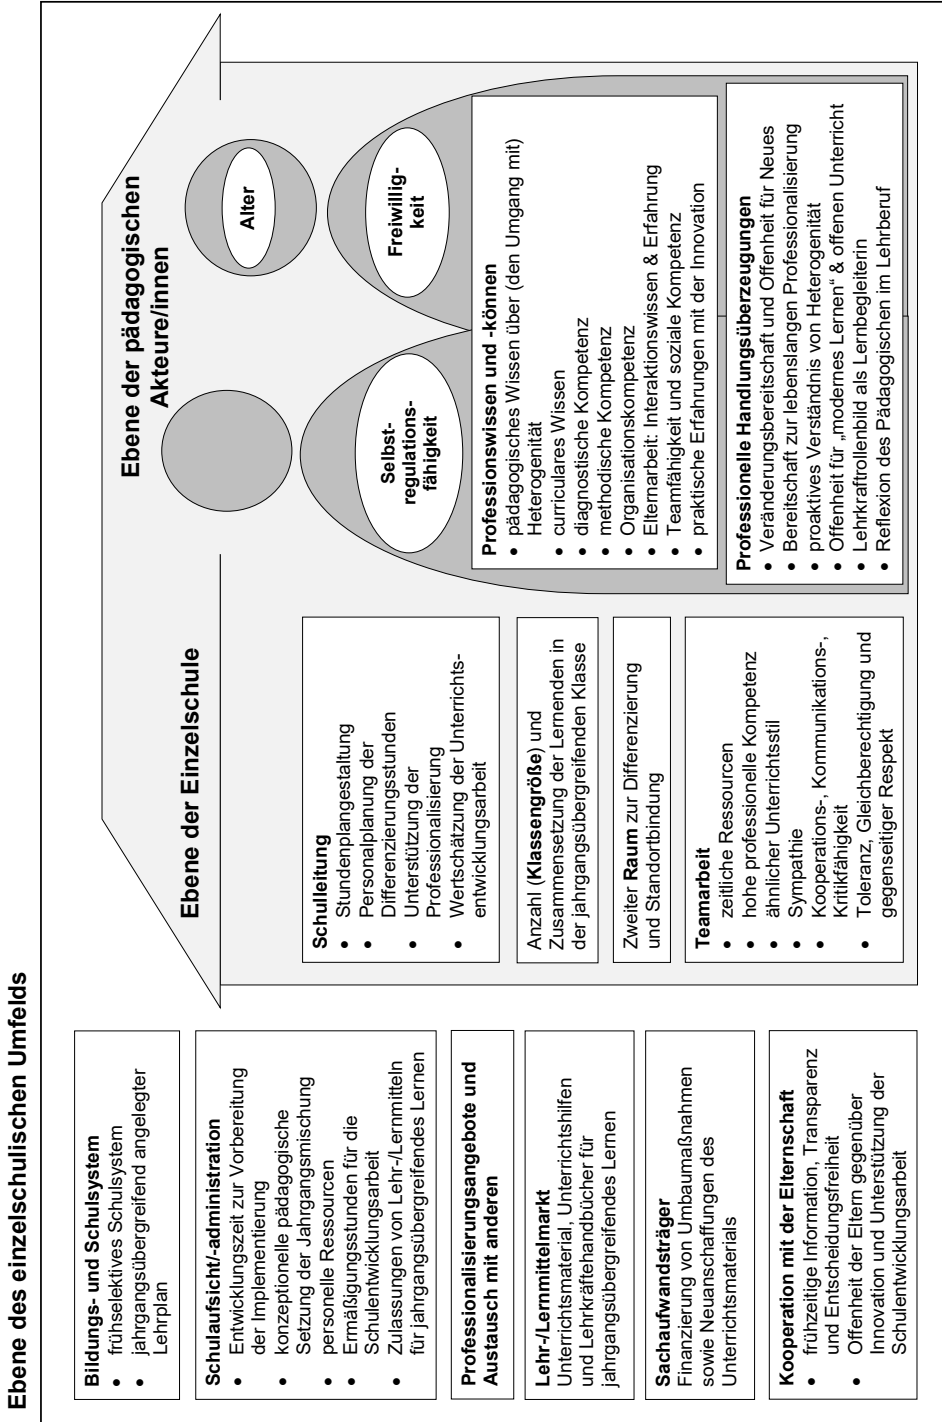 Ebene des einzelschulischen Umfelds
Bildungs- und Schulsystem
• frühselektives Schulsystem
• jahrgangsübergreifend angelegter
Lehrplan
Schulaufsicht/-administration
• Entwicklungszeit zur Vorbereitung
der Implementierung
• konzeptionelle pädagogische
Setzung der Jahrgangsmischung
• personelle Ressourcen
• Ermäßigungsstunden für die
Schulentwicklungsarbeit
• Zulassungen von Lehr-/Lernmitteln
für jahrgangsübergreifendes Lernen
Professionalisierungsangebote und
Austausch mit anderen
Lehr-/Lernmittelmarkt
Unterrichtsmaterial, Unterrichtshilfen
und Lehrkräftehandbücher für
jahrgangsübergreifendes Lernen
Sachaufwandsträger
Finanzierung von Umbaumaßnahmen
sowie Neuanschaffungen des
Unterrichtsmaterials
Kooperation mit der Elternschaft
• frühzeitige Information, Transparenz
und Entscheidungsfreiheit
• Offenheit der Eltern gegenüber
Innovation und Unterstützung der
Schulentwicklungsarbeit
Ebene der Einzelschule
Schulleitung
• Stundenplangestaltung
• Personalplanung der
Differenzierungsstunden
• Unterstützung der
Professionalisierung
• Wertschätzung der Unterrichts-
entwicklungsarbeit
Anzahl (Klassengröße) und
Zusammensetzung der Lernenden in
der jahrgangsübergreifenden Klasse
Zweiter Raum zur Differenzierung
und Standortbindung
Teamarbeit
• zeitliche Ressourcen
• hohe professionelle Kompetenz
• ähnlicher Unterrichtsstil
• Sympathie
• Kooperations-, Kommunikations-,
Kritikfähigkeit
• Toleranz, Gleichberechtigung und
gegenseitiger Respekt
Ebene der pädagogischen
Akteure/innen
Alter
Selbst-
regulations-
fähigkeit
Freiwillig-
keit
Professionswissen und -können
• pädagogisches Wissen über (den Umgang mit)
Heterogenität
• curriculares Wissen
• diagnostische Kompetenz
• methodische Kompetenz
• Organisationskompetenz
• Elternarbeit: Interaktionswissen & Erfahrung
• Teamfähigkeit und soziale Kompetenz
• praktische Erfahrungen mit der Innovation
Professionelle Handlungsüberzeugungen
• Veränderungsbereitschaft und Offenheit für Neues
• Bereitschaft zur lebenslangen Professionalisierung
• proaktives Verständnis von Heterogenität
• Offenheit für „modernes Lernen“ & offenen Unterricht
• Lehrkraftrollenbild als Lernbegleiterin
• Reflexion des Pädagogischen im Lehrberuf